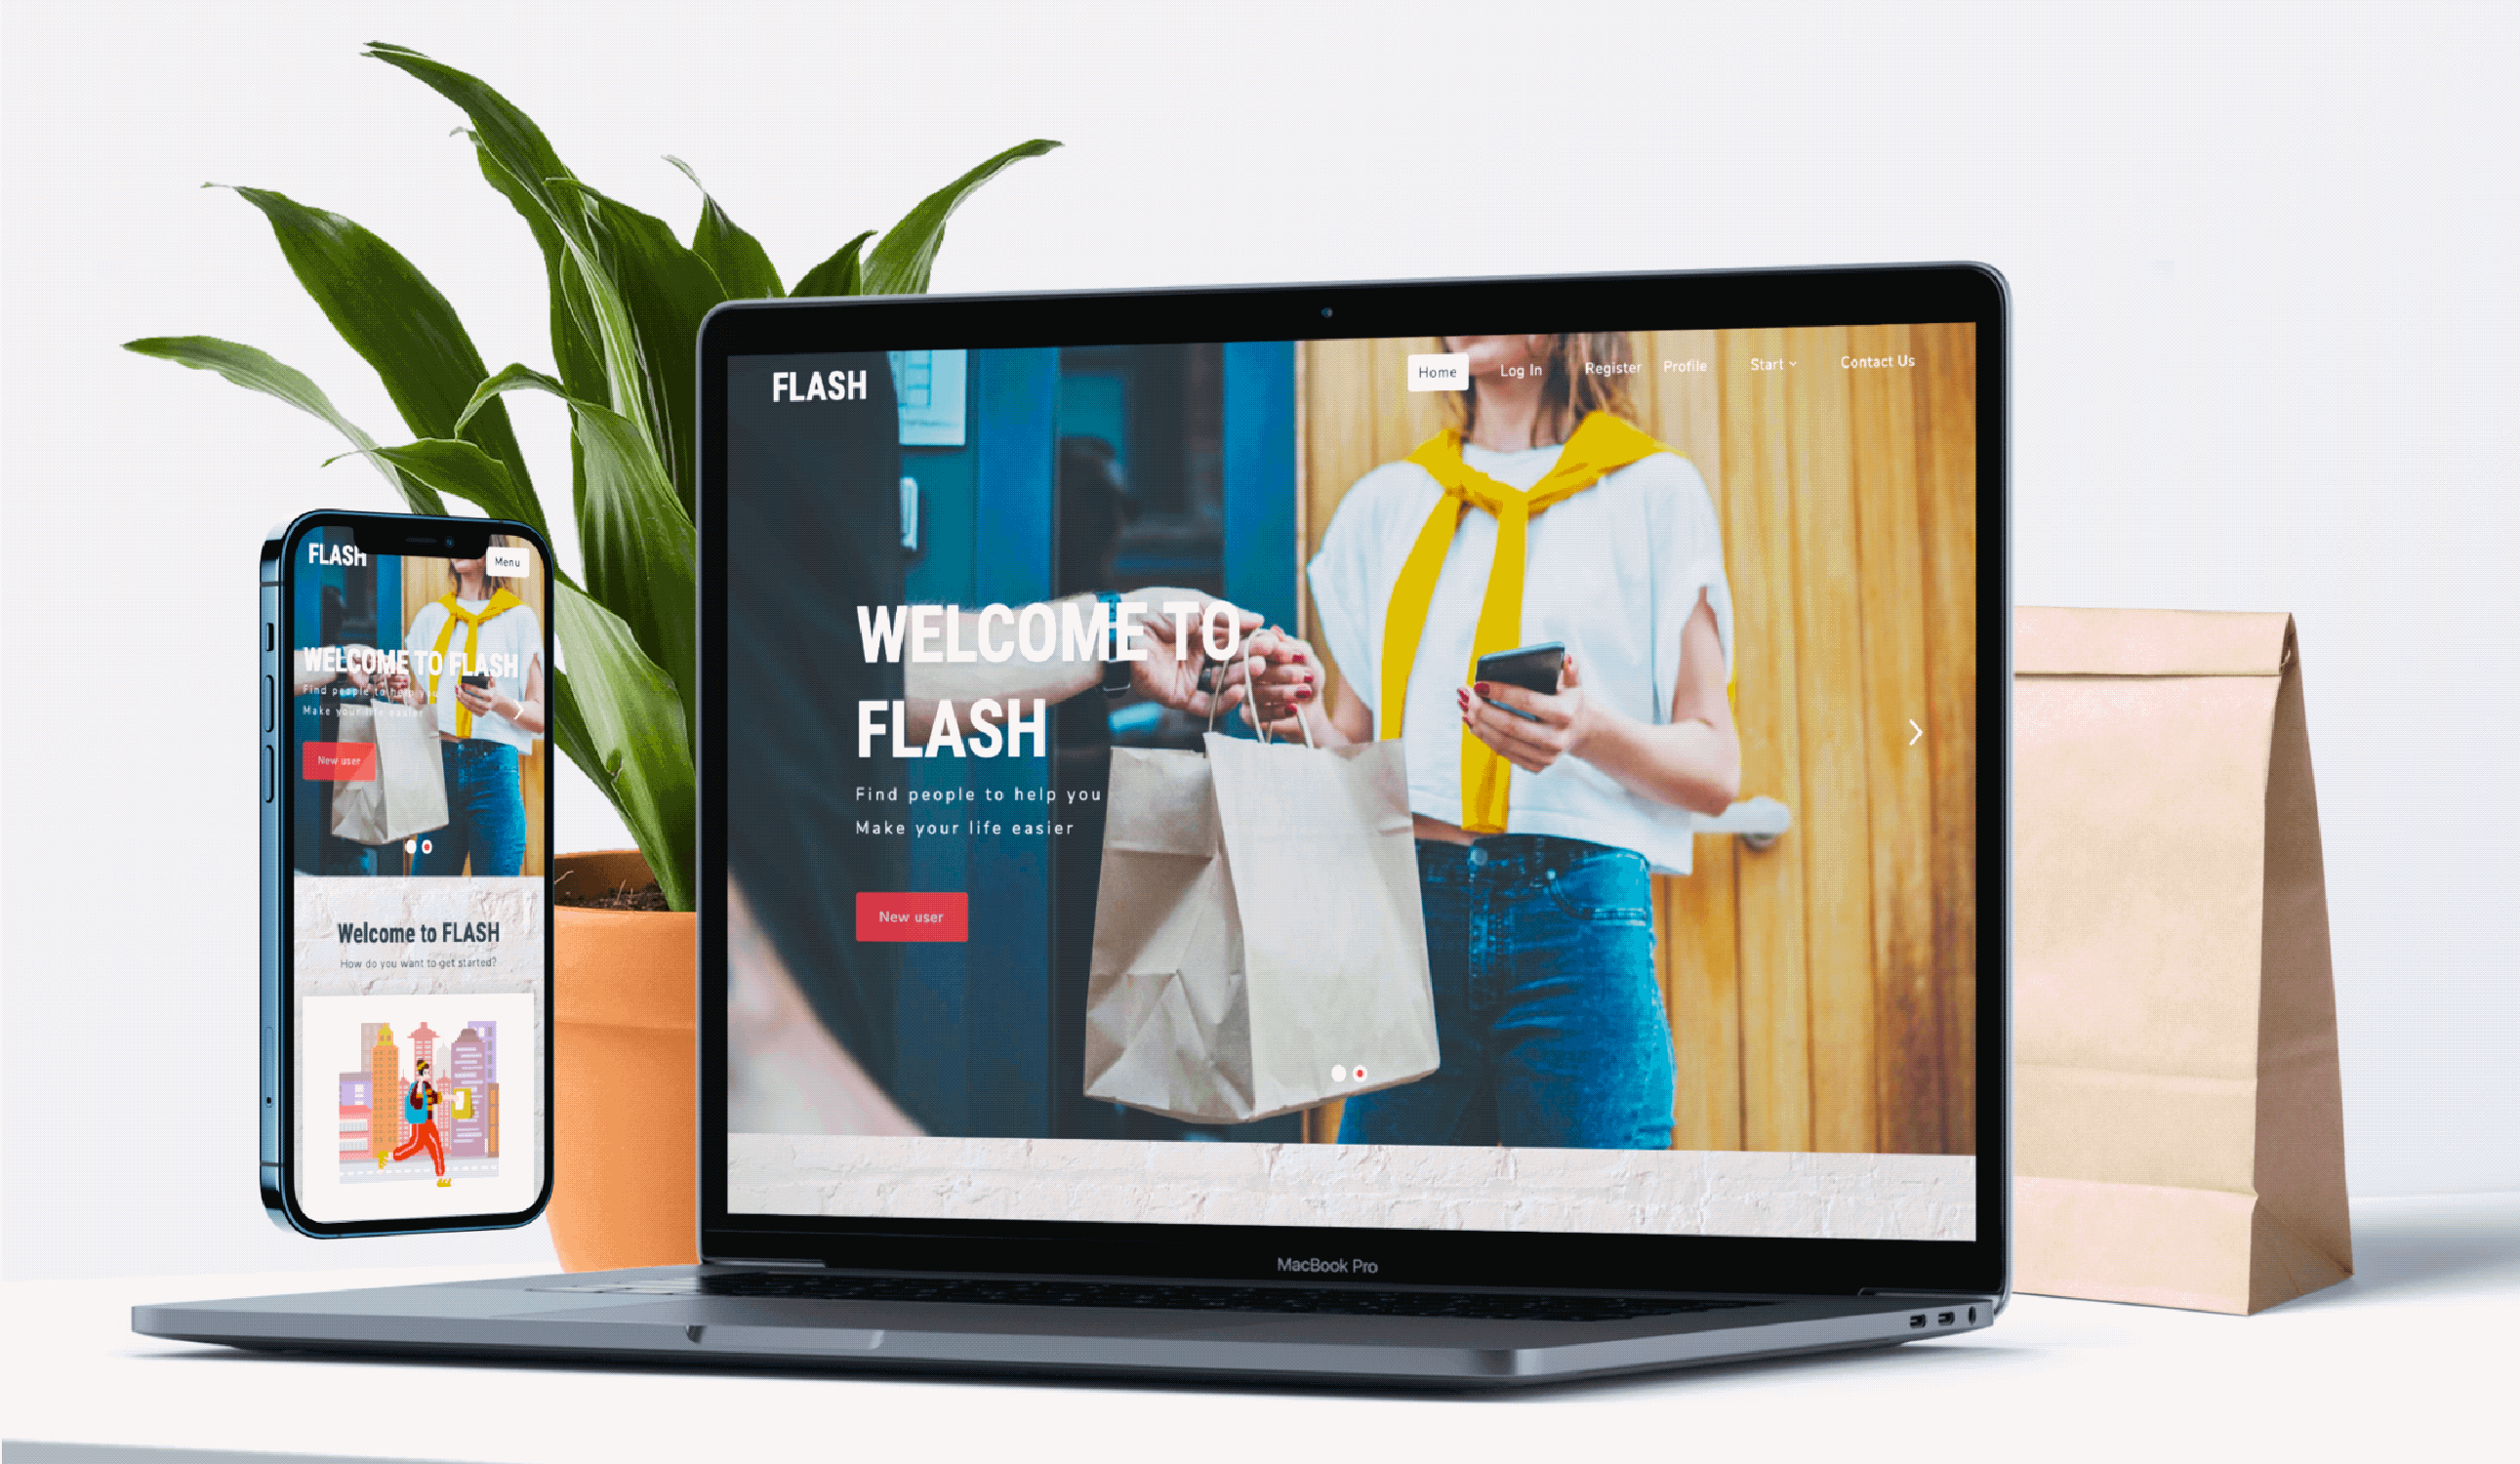 FLASH
Home Log In Register Profile Start Contact Us
WELCOME TO
FLASH
Find people to help you
Make your life easier
New user
MacBook Pro
FLASH
Menu
WELCOME TO FLASH
Find people to help you
Make your life easier
New user
Welcome to FLASH
How do you want to get started?